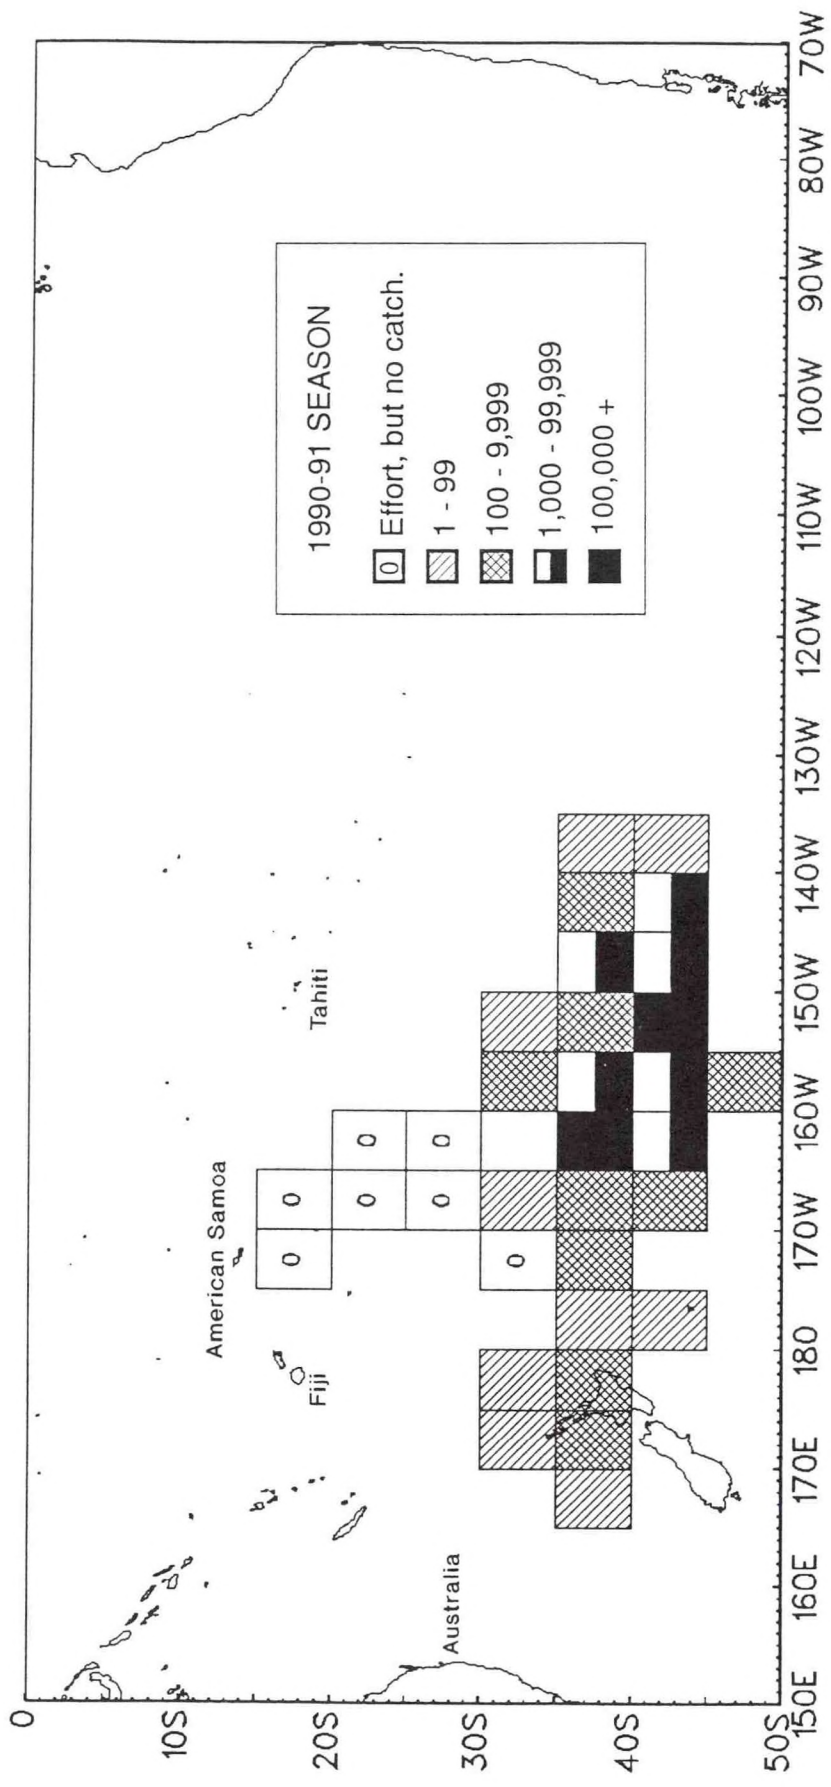 1990-91 SEASON
0 Effort, but no catch.
1 - 99
100 - 9,999
1,000 - 99,999
100,000 +
American Samoa
Tahiti
Fiji
Australia
0
10S
20S
30S
40S
50S
150E
160E
170E
180
170W
160W
150W
140W
130W
120W
110W
100W
90W
80W
70W
0
0
0
0
0
0
0